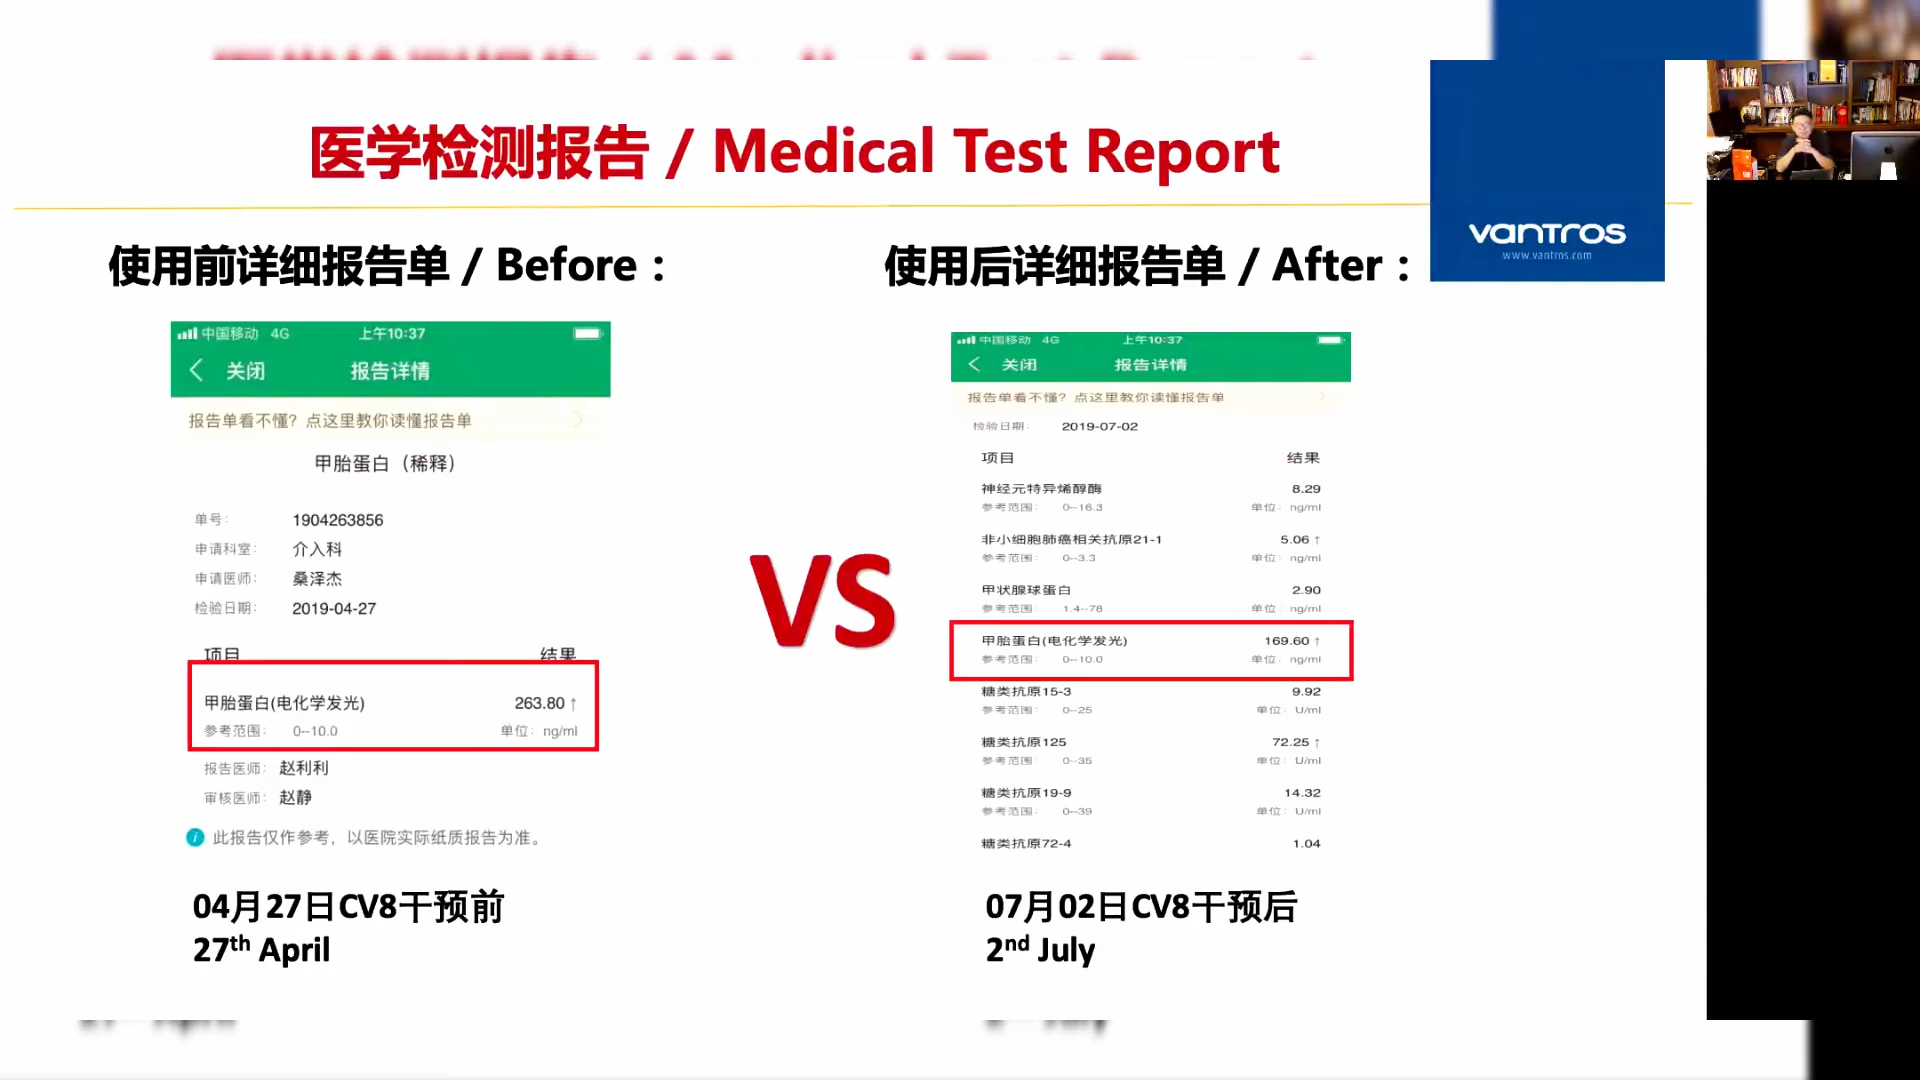 医学检测报告 / Medical Test Report
vantros
www.vantros.com
使用前详细报告单 / Before：
中国移动 4G 上午10:37
关闭 报告详情
报告单看不懂？点这里教你读懂报告单
甲胎蛋白（稀释）
单号： 1904263856
申请科室： 介入科
申请医师： 桑泽杰
检验日期： 2019-04-27
项目 结果
甲胎蛋白(电化学发光) 263.80 ↑
参考范围： 0--10.0 单位： ng/ml
报告医师： 赵利利
审核医师： 赵静
此报告仅作参考，以医院实际纸质报告为准。
04月27日CV8干预前
27th April
VS
使用后详细报告单 / After：
中国移动 4G 上午10:37
关闭 报告详情
报告单看不懂？点这里教你读懂报告单
检验日期： 2019-07-02
项目 结果
神经元特异烯醇酶 8.29
参考范围： 0--16.3 单位： ng/ml
非小细胞肺癌相关抗原21-1 5.06 ↑
参考范围： 0--3.3 单位： ng/ml
甲状腺球蛋白 2.90
参考范围： 1.4--78 单位： ng/ml
甲胎蛋白(电化学发光) 169.60 ↑
参考范围： 0--10.0 单位： ng/ml
糖类抗原15-3 9.92
参考范围： 0--25 单位： U/ml
糖类抗原125 72.25 ↑
参考范围： 0--35 单位： U/ml
糖类抗原19-9 14.32
参考范围： 0--39 单位： U/ml
糖类抗原72-4 1.04
07月02日CV8干预后
2nd July